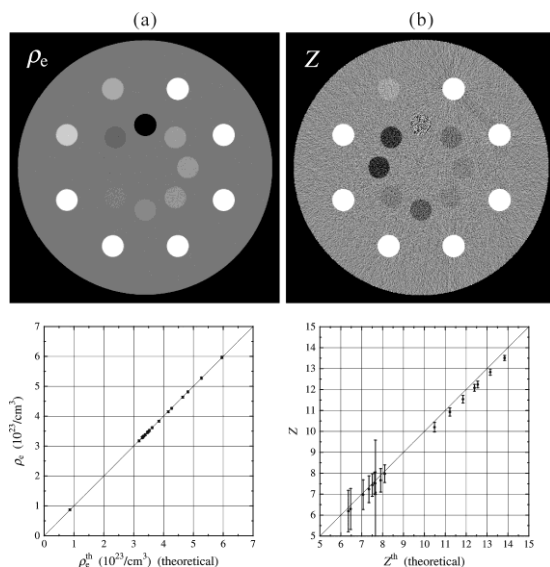 (a) (b)
ρe Z
7
6
5
4
3
2
1
0
ρe (10²³/cm³)
0 1 2 3 4 5 6 7
ρeᵗʰ (10²³/cm³) (theoretical)
15
14
13
12
11
10
9
8
7
6
5
Z
5 6 7 8 9 10 11 12 13 14 15
Zᵗʰ (theoretical)